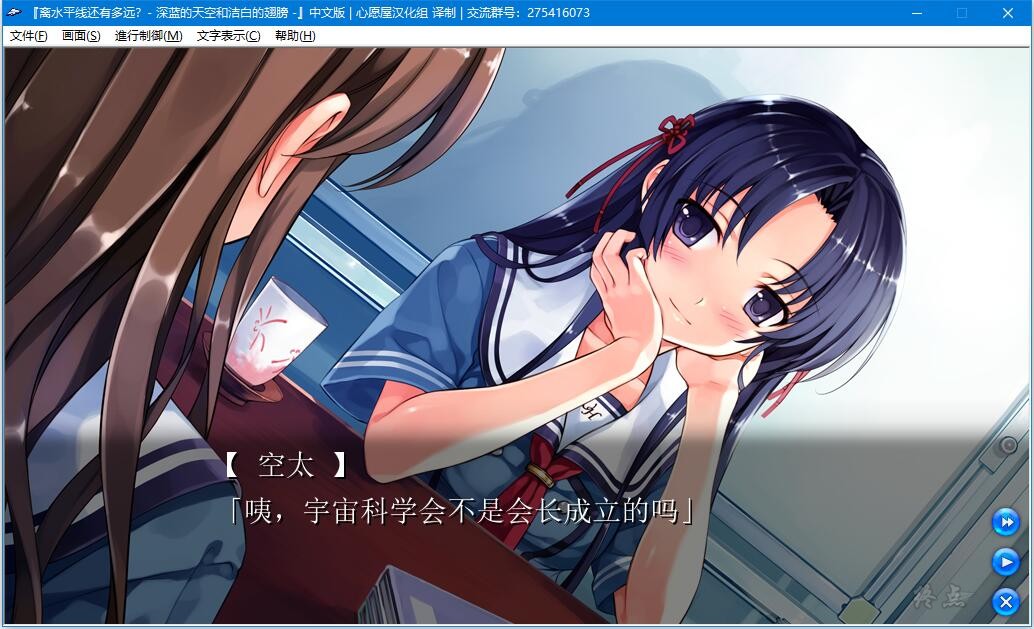 『离水平线还有多远？- 深蓝的天空和洁白的翅膀 -』中文版 | 心愿屋汉化组 译制 | 交流群号：275416073
文件(F) 画面(S) 進行制御(M) 文字表示(C) 帮助(H)
【 空太 】
「咦，宇宙科学会不是会长成立的吗」